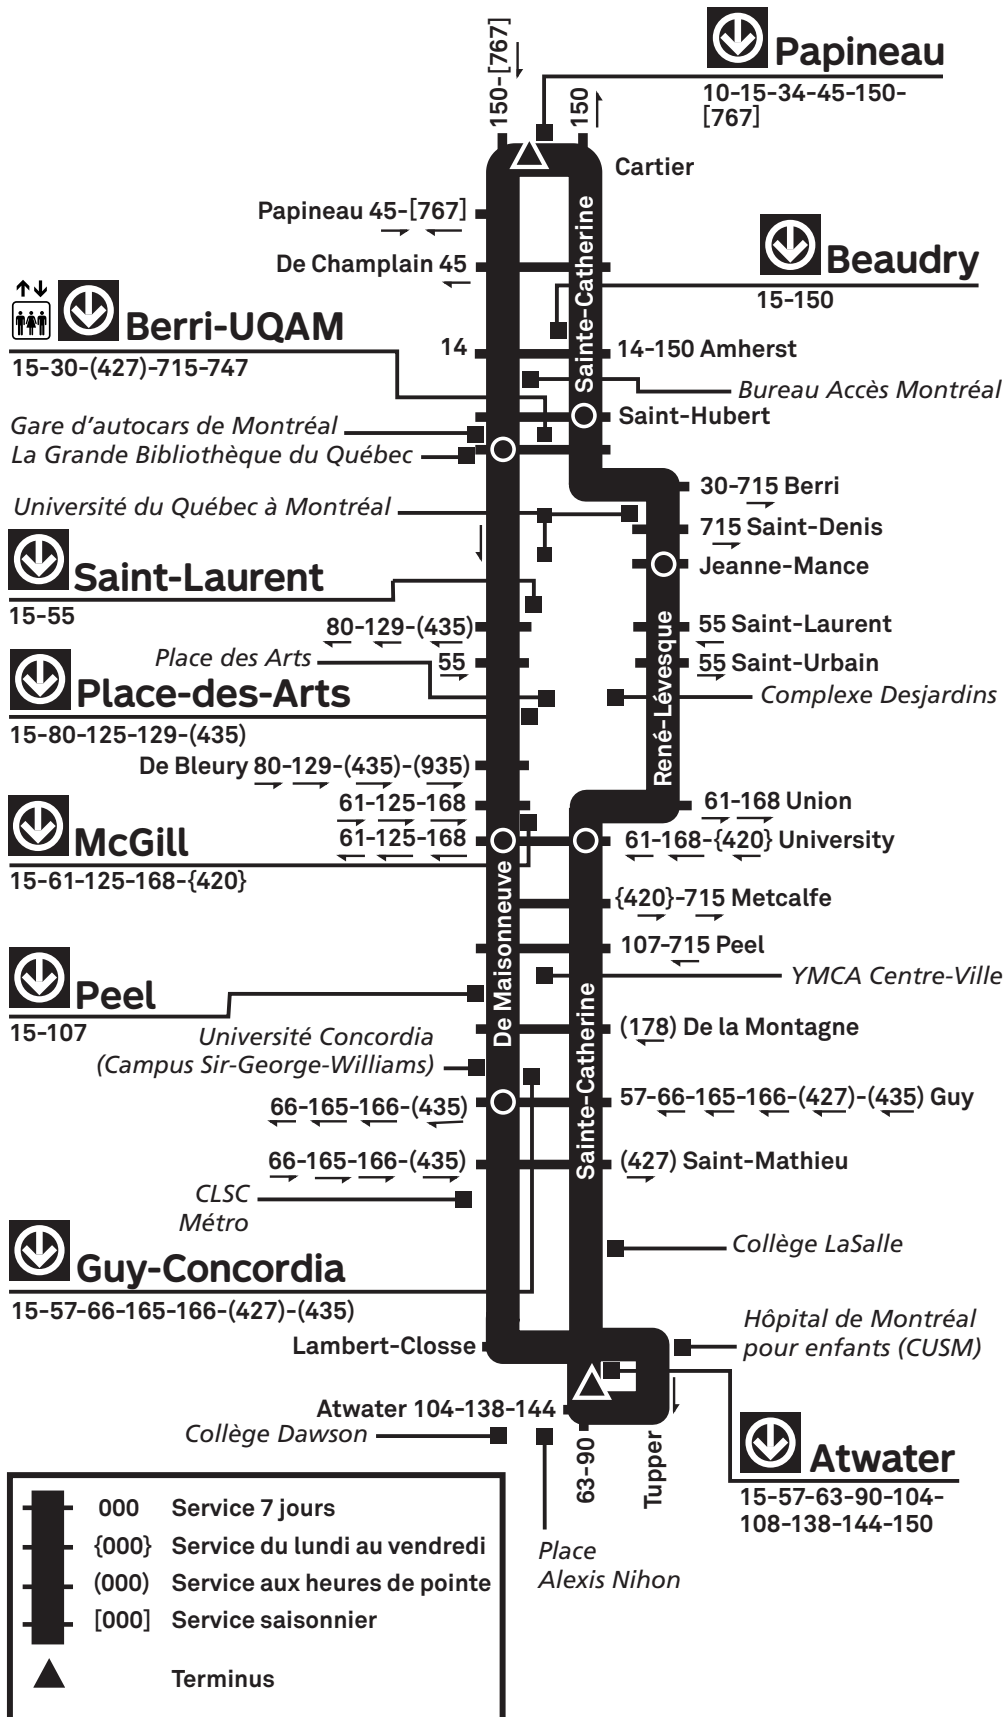 150-[767]
150
Papineau
10-15-34-45-150-
[767]
Cartier
Papineau 45-[767]
Sainte-Catherine
De Champlain 45
Beaudry
15-150
Berri-UQAM
15-30-(427)-715-747
14
14-150 Amherst
Bureau Accès Montréal
Saint-Hubert
Gare d'autocars de Montréal
La Grande Bibliothèque du Québec
30-715 Berri
Université du Québec à Montréal
715 Saint-Denis
Jeanne-Mance
Saint-Laurent
15-55
80-129-(435)
55 Saint-Laurent
Place des Arts
55
55 Saint-Urbain
René-Lévesque
Complexe Desjardins
Place-des-Arts
15-80-125-129-(435)
De Bleury 80-129-(435)-(935)
61-125-168
61-168 Union
McGill
61-125-168
61-168-{420} University
15-61-125-168-{420}
De Maisonneuve
{420}-715 Metcalfe
107-715 Peel
YMCA Centre-Ville
Peel
15-107
Sainte-Catherine
(178) De la Montagne
Université Concordia
(Campus Sir-George-Williams)
66-165-166-(435)
57-66-165-166-(427)-(435) Guy
66-165-166-(435)
(427) Saint-Mathieu
CLSC
Métro
Collège LaSalle
Guy-Concordia
15-57-66-165-166-(427)-(435)
Hôpital de Montréal
pour enfants (CUSM)
Lambert-Closse
Atwater 104-138-144
Collège Dawson
63-90
Tupper
Atwater
15-57-63-90-104-
108-138-144-150
Place
Alexis Nihon
000 Service 7 jours
{000} Service du lundi au vendredi
(000) Service aux heures de pointe
[000] Service saisonnier
Terminus